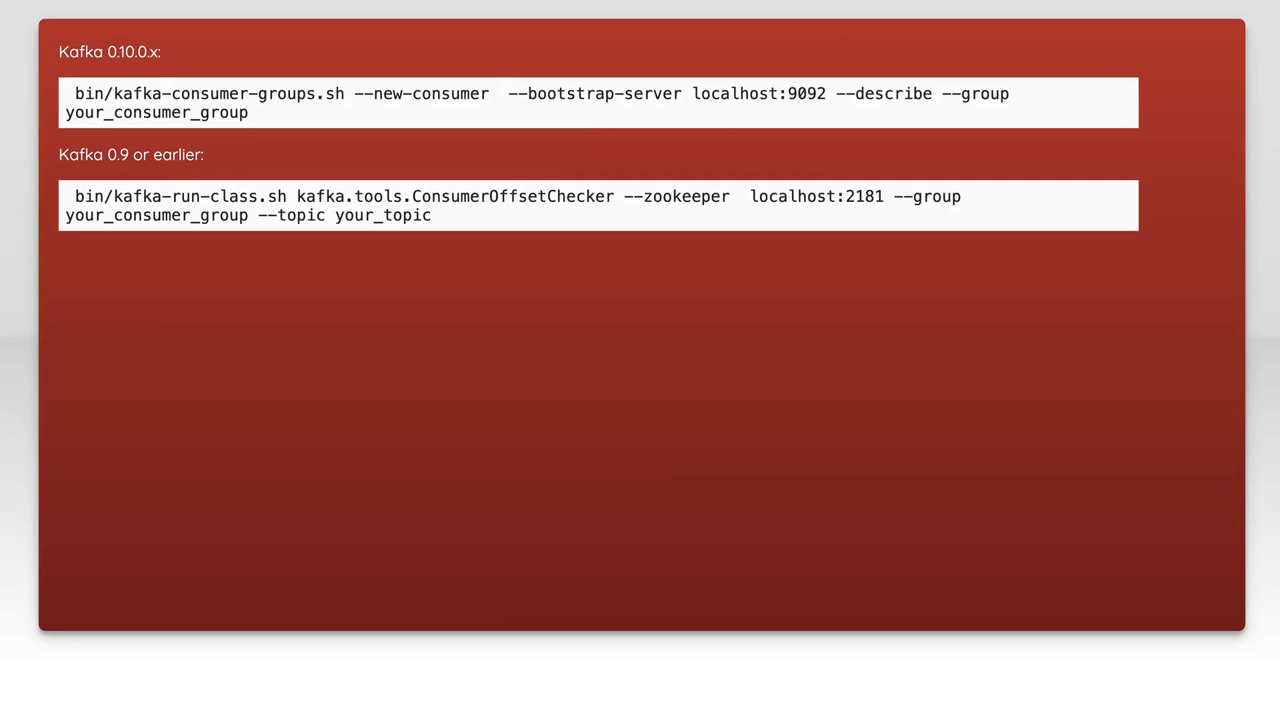 Kafka 0.10.0.x:
bin/kafka-consumer-groups.sh --new-consumer  --bootstrap-server localhost:9092 --describe --group
your_consumer_group
Kafka 0.9 or earlier:
bin/kafka-run-class.sh kafka.tools.ConsumerOffsetChecker --zookeeper  localhost:2181 --group
your_consumer_group --topic your_topic